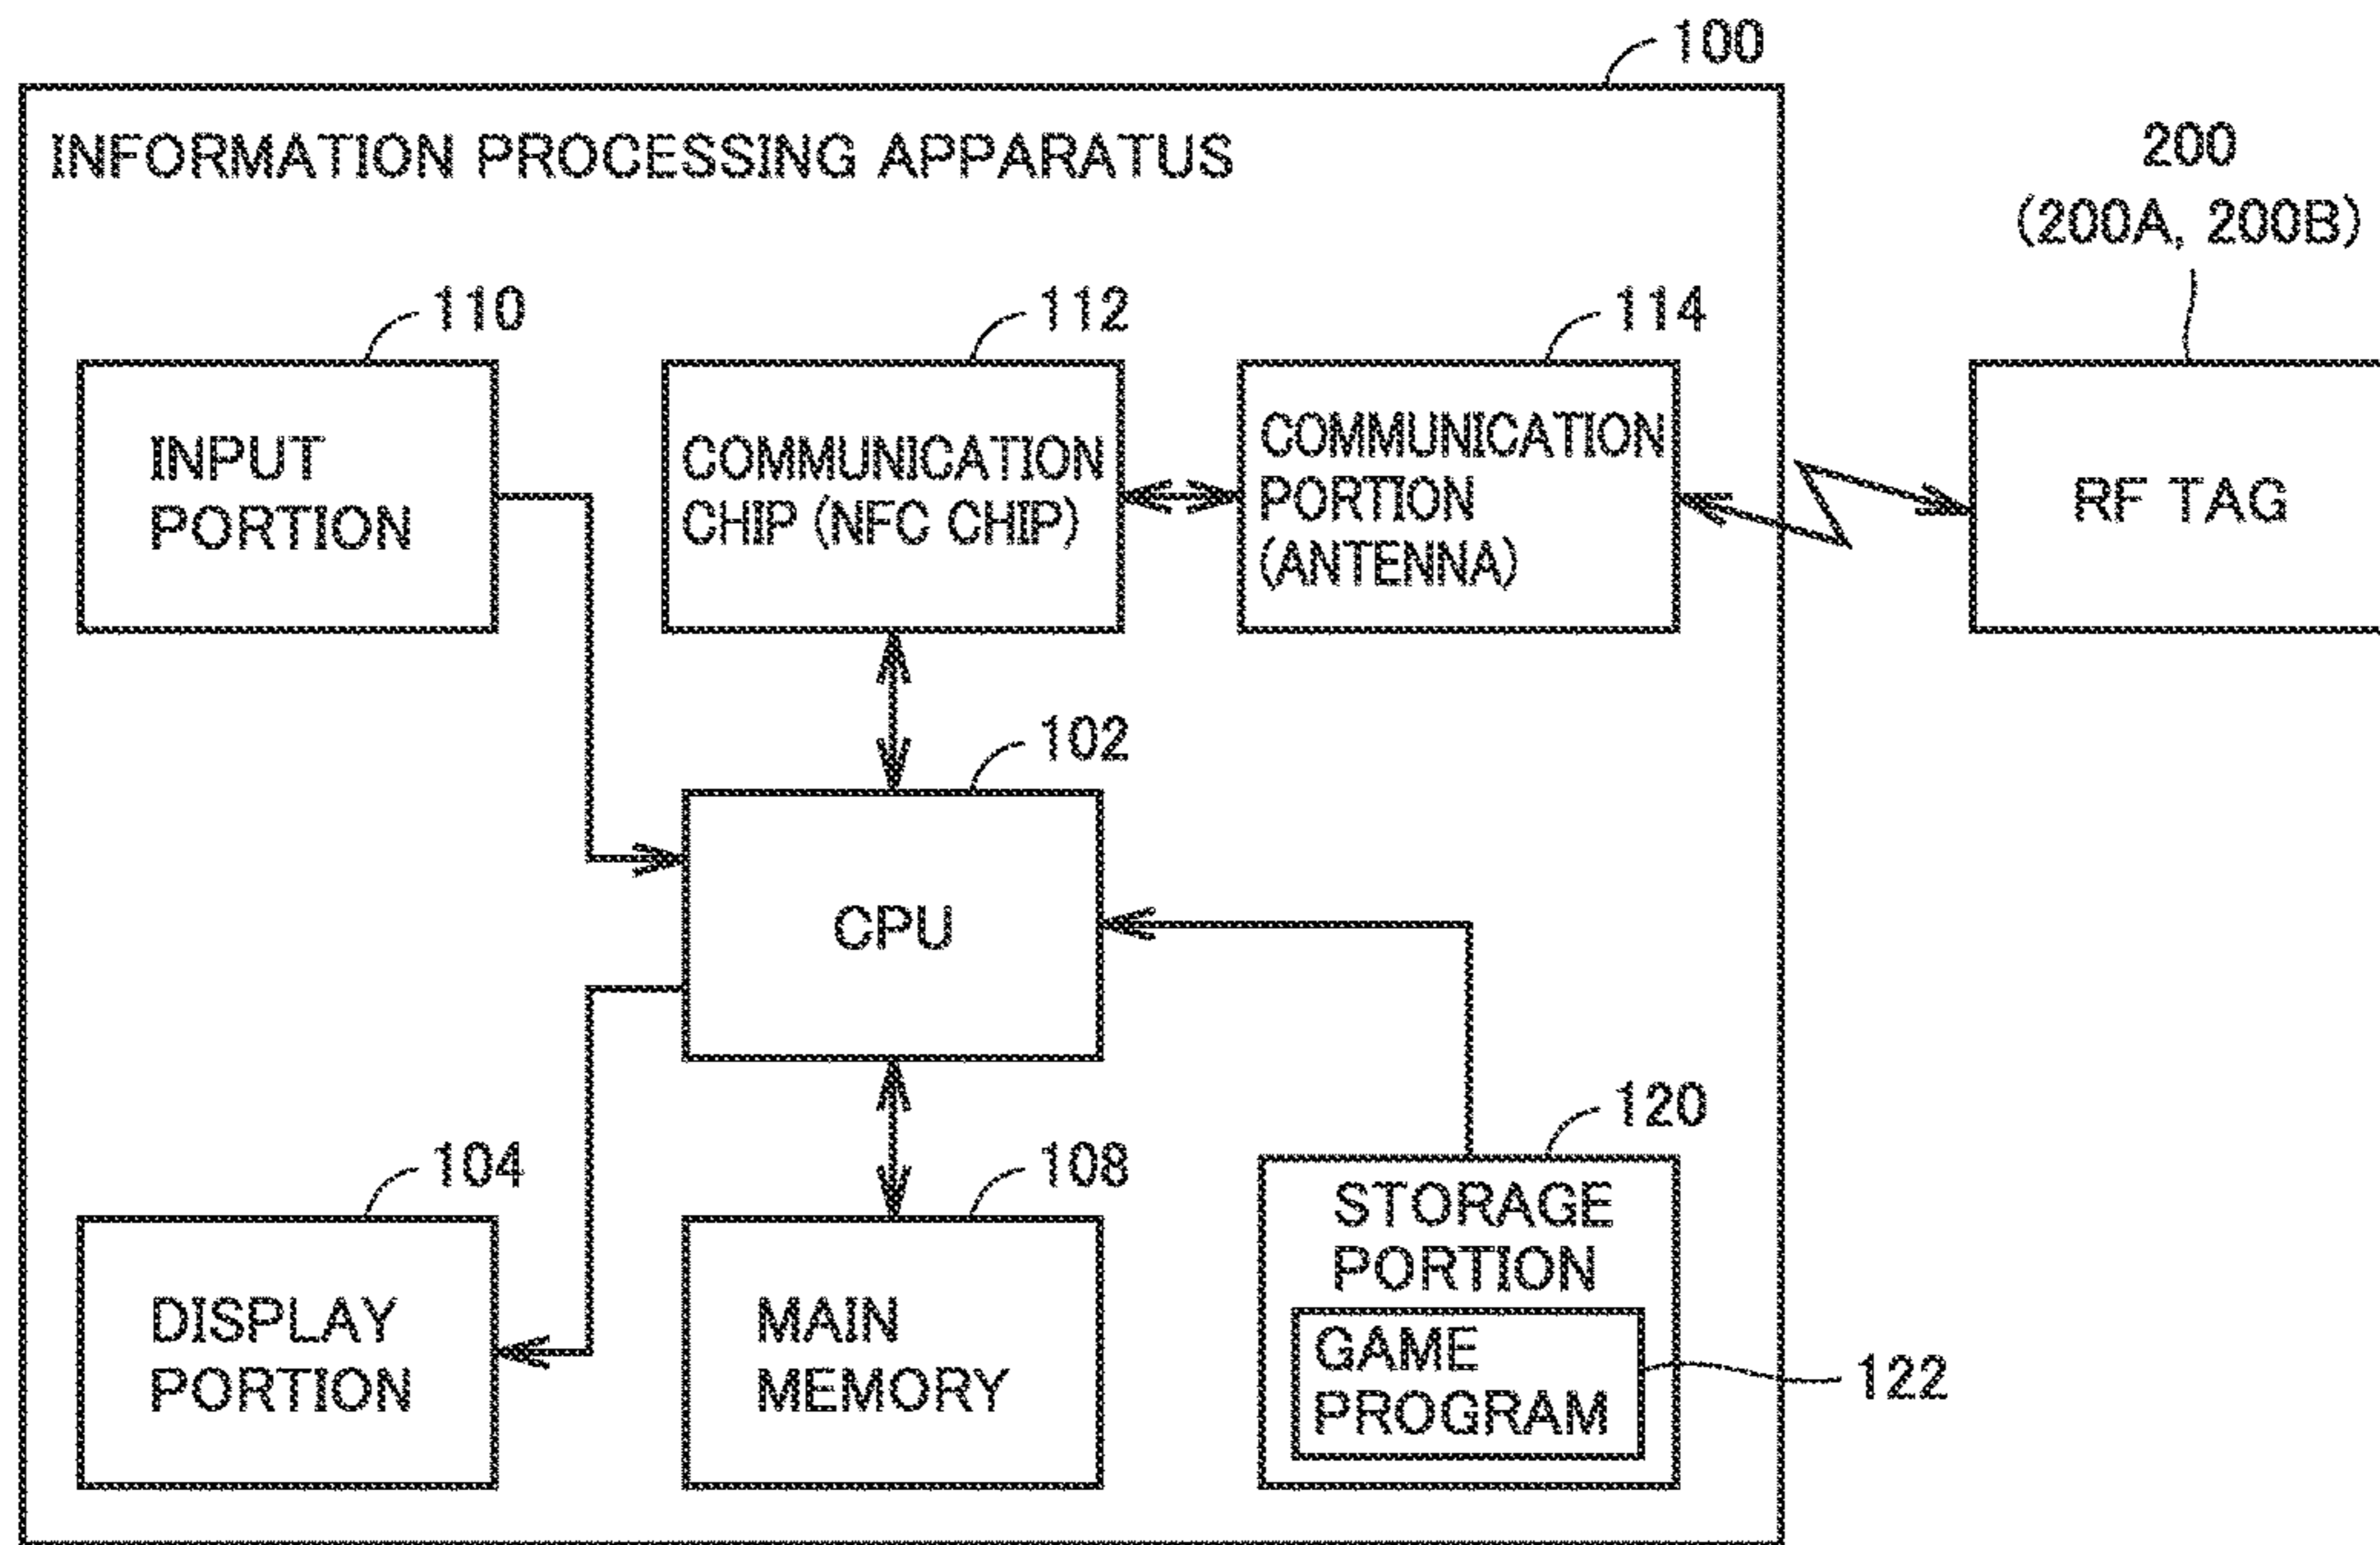 100
INFORMATION PROCESSING APPARATUS
200
(200A, 200B)
110
112
114
INPUT
PORTION
COMMUNICATION
CHIP (NFC CHIP)
COMMUNICATION
PORTION
(ANTENNA)
RF TAG
102
CPU
104
108
120
DISPLAY
PORTION
MAIN
MEMORY
STORAGE
PORTION
GAME
PROGRAM
122